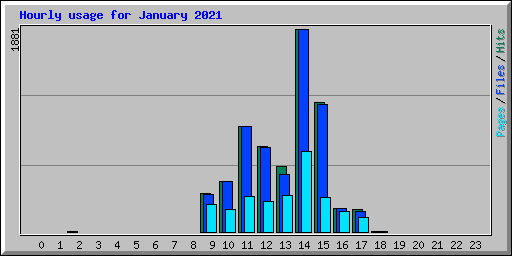 Hourly usage for January 2021
1881
Pages/Files/Hits
0 1 2 3 4 5 6 7 8 9 10 11 12 13 14 15 16 17 18 19 20 21 22 23